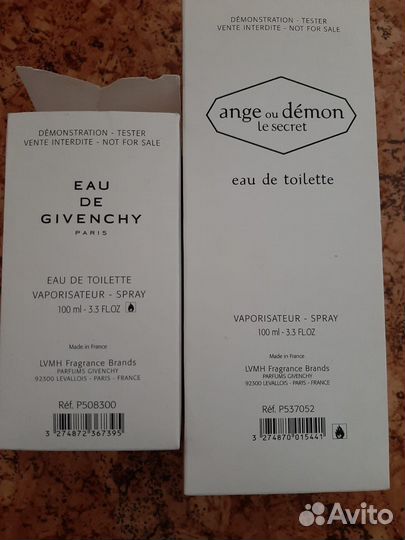 DÉMONSTRATION - TESTER
VENTE INTERDITE - NOT FOR SALE
EAU
DE
GIVENCHY
PARIS
EAU DE TOILETTE
VAPORISATEUR - SPRAY
100 ml - 3.3 FL.OZ
Made in France
LVMH Fragrance Brands
PARFUMS GIVENCHY
92300 LEVALLOIS - PARIS - FRANCE
Réf. P508300
3 274872 367395
DÉMONSTRATION - TESTER
VENTE INTERDITE - NOT FOR SALE
ange ou démon
le secret
eau de toilette
VAPORISATEUR - SPRAY
100 ml - 3.3 FL.OZ
Made in France
LVMH Fragrance Brands
PARFUMS GIVENCHY
92300 LEVALLOIS - PARIS - FRANCE
Réf. P537052
3 274870 015441
Avito